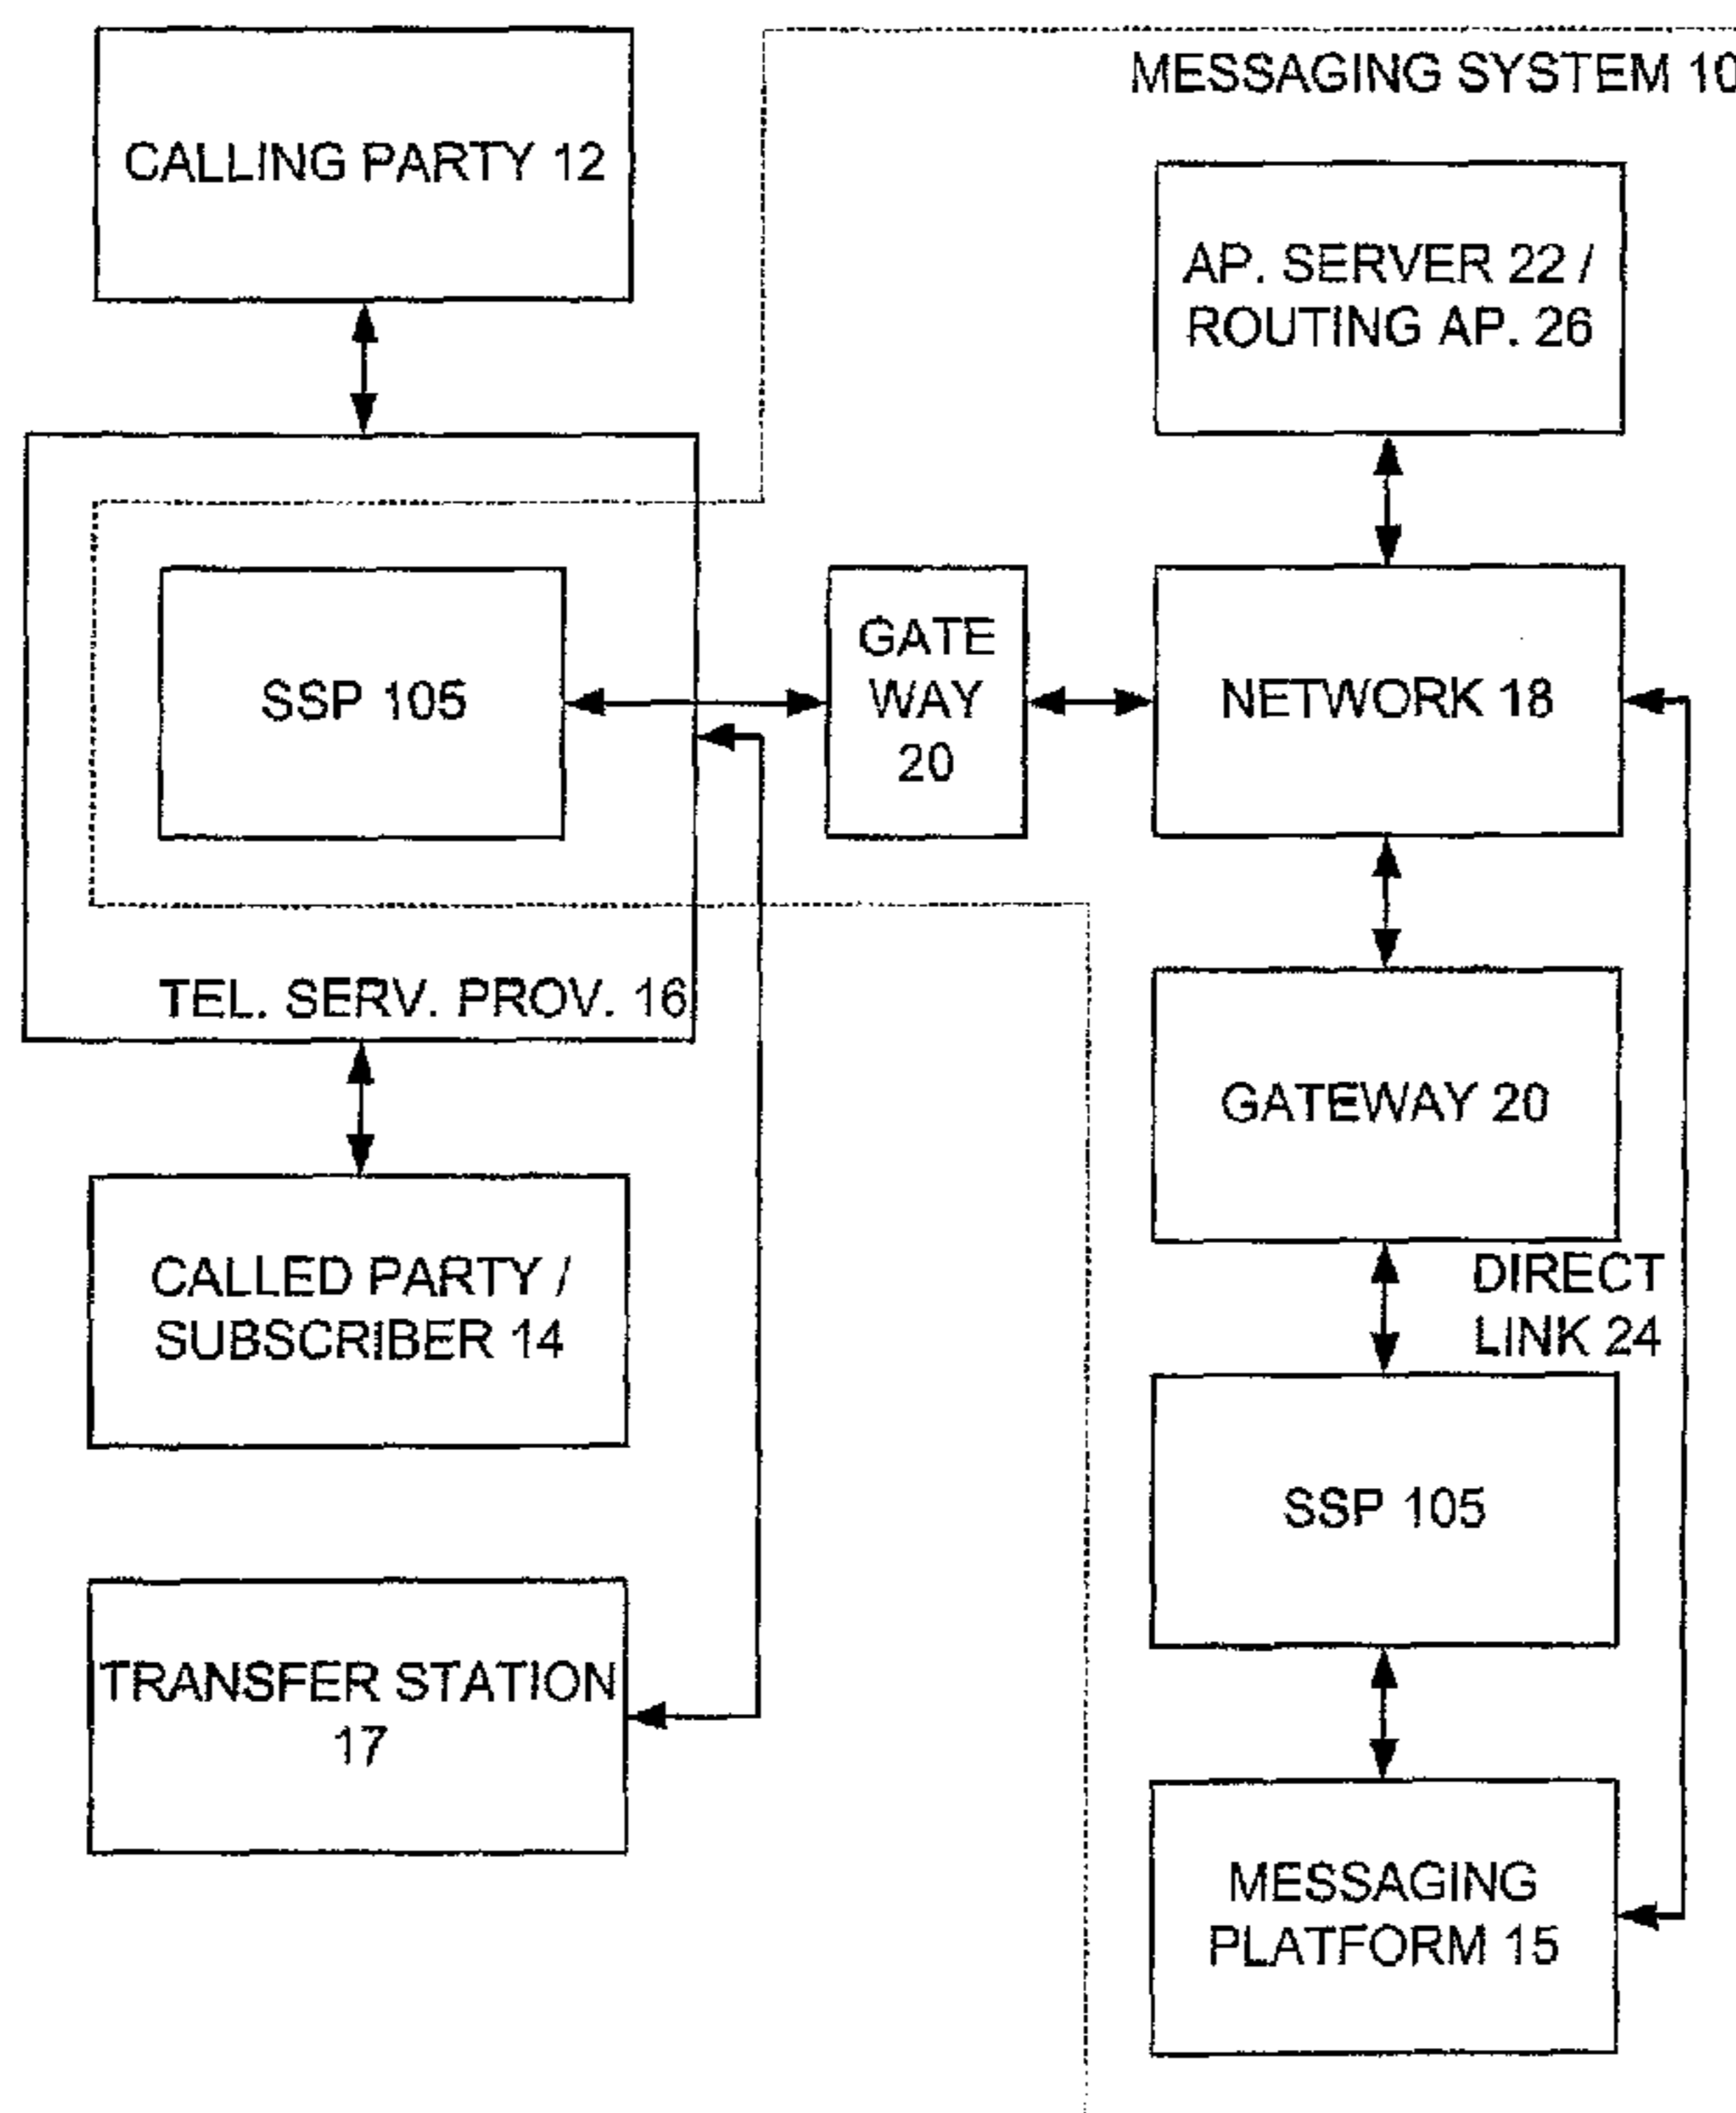 MESSAGING SYSTEM 10
CALLING PARTY 12
AP. SERVER 22 /
ROUTING AP. 26
SSP 105
GATE
WAY
20
NETWORK 18
TEL. SERV. PROV. 16
GATEWAY 20
CALLED PARTY /
SUBSCRIBER 14
DIRECT
LINK 24
SSP 105
TRANSFER STATION
17
MESSAGING
PLATFORM 15